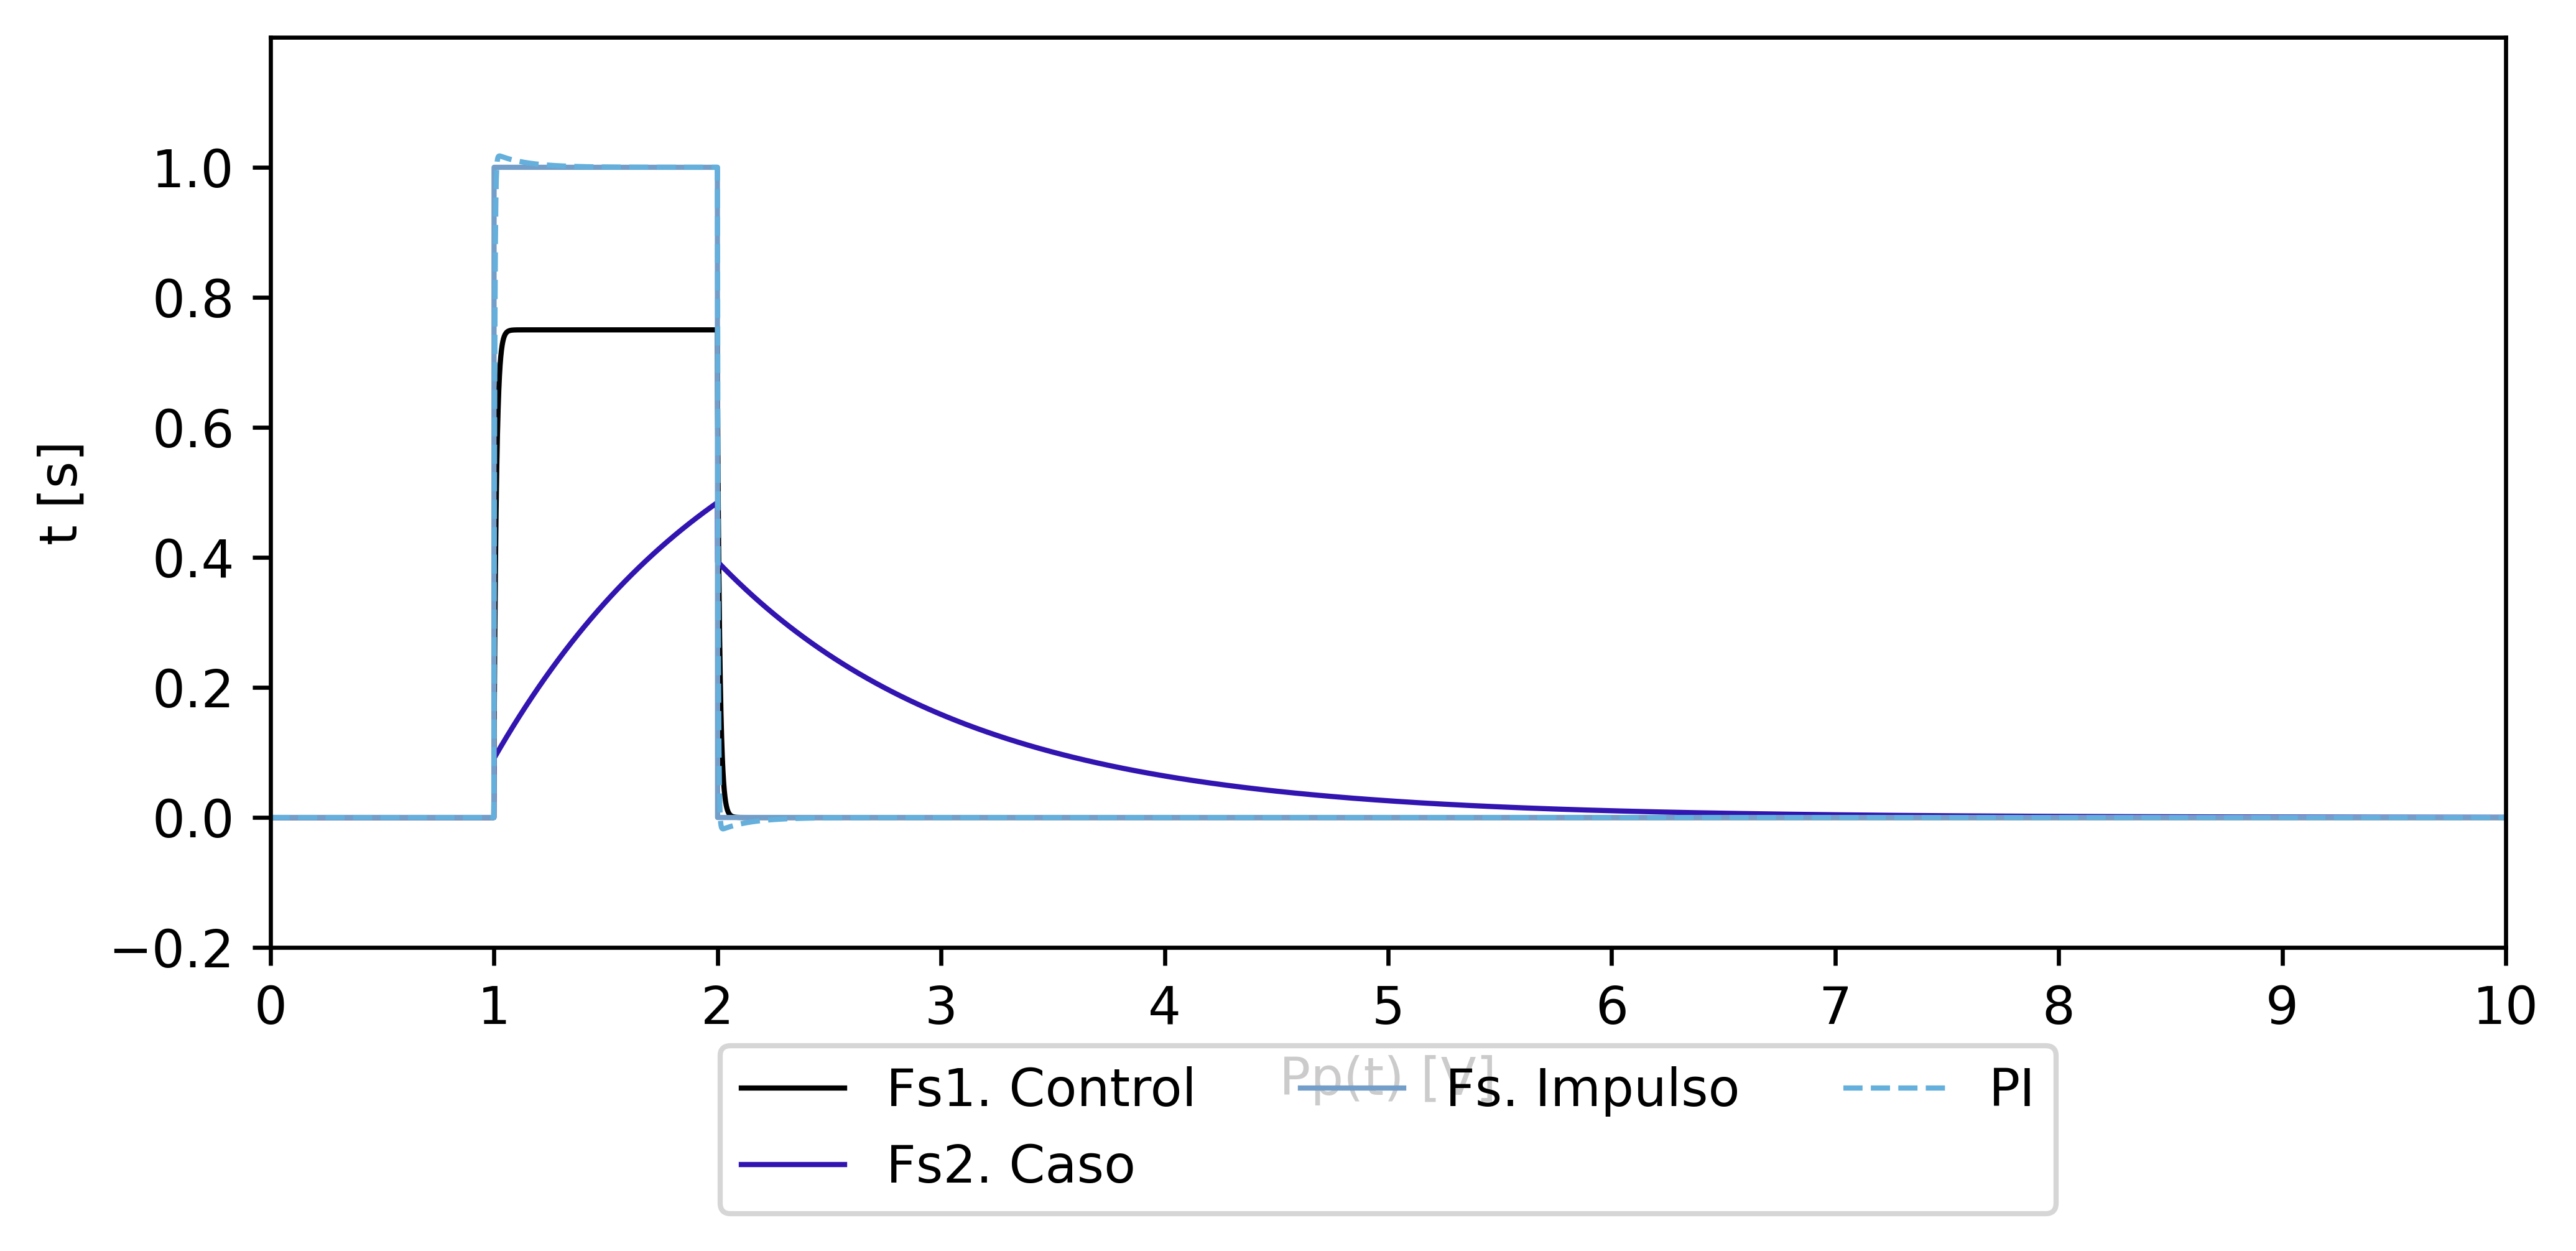 1.0
0.8
0.6
0.4
0.2
0.0
−0.2
t [s]
0 1 2 3 4 5 6 7 8 9 10
Pp(t) [V]
Fs1. Control Fs. Impulso PI
Fs2. Caso